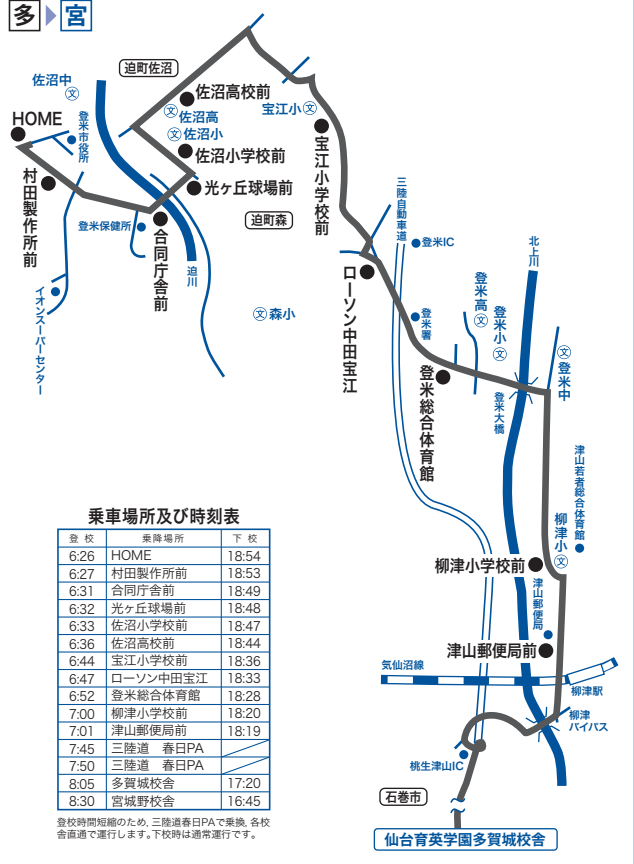 多 ▶ 宮
迫町佐沼
佐沼中
文
佐沼高校前
文 佐沼高
文 佐沼小
佐沼小学校前
光ヶ丘球場前
HOME
登米市役所
村田製作所前
登米保健所
合同庁舎前
迫川
イオンスーパーセンター
迫町森
文 森小
宝江小 文
宝江小学校前
三陸自動車道
登米IC
ローソン中田宝江
登米署
登米総合体育館
登米高 文
登米小 文
北上川
登米大橋
文 登米中
津山若者総合体育館
柳津小 文
柳津小学校前
津山郵便局
津山郵便局前
気仙沼線
柳津駅
柳津
バイパス
桃生津山IC
石巻市
仙台育英学園多賀城校舎
乗車場所及び時刻表
登 校 乗降場所 下 校
6:26 HOME 18:54
6:27 村田製作所前 18:53
6:31 合同庁舎前 18:49
6:32 光ヶ丘球場前 18:48
6:33 佐沼小学校前 18:47
6:36 佐沼高校前 18:44
6:44 宝江小学校前 18:36
6:47 ローソン中田宝江 18:33
6:52 登米総合体育館 18:28
7:00 柳津小学校前 18:20
7:01 津山郵便局前 18:19
7:45 三陸道 春日PA
7:50 三陸道 春日PA
8:05 多賀城校舎 17:20
8:30 宮城野校舎 16:45
登校時間短縮のため、三陸道春日PAで乗換、各校
舎直通で運行します。下校時は通常運行です。